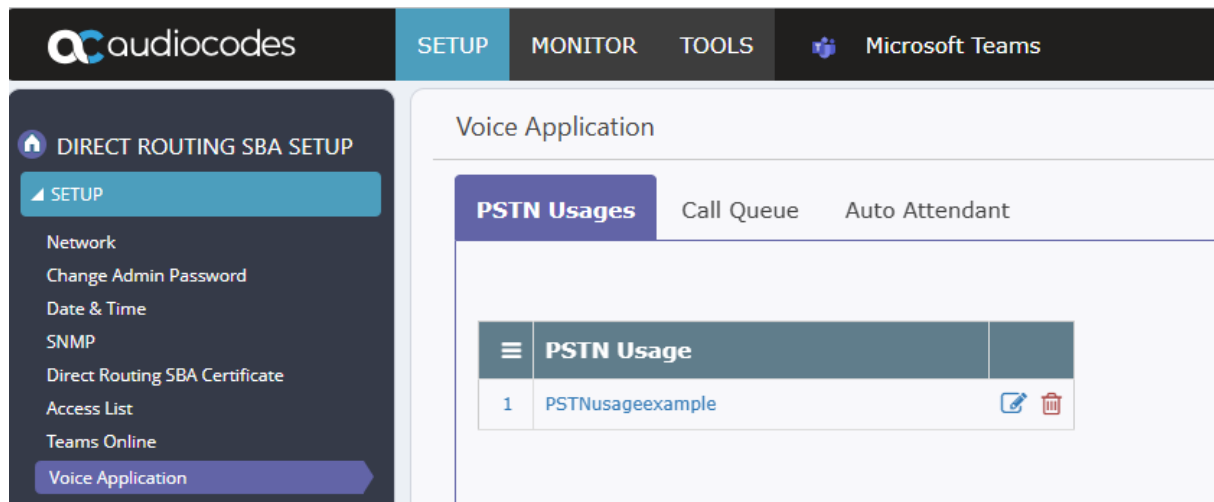 audiocodes
SETUP MONITOR TOOLS Microsoft Teams
DIRECT ROUTING SBA SETUP
SETUP
Network
Change Admin Password
Date & Time
SNMP
Direct Routing SBA Certificate
Access List
Teams Online
Voice Application
Voice Application
PSTN Usages Call Queue Auto Attendant
PSTN Usage
1 PSTNusageexample